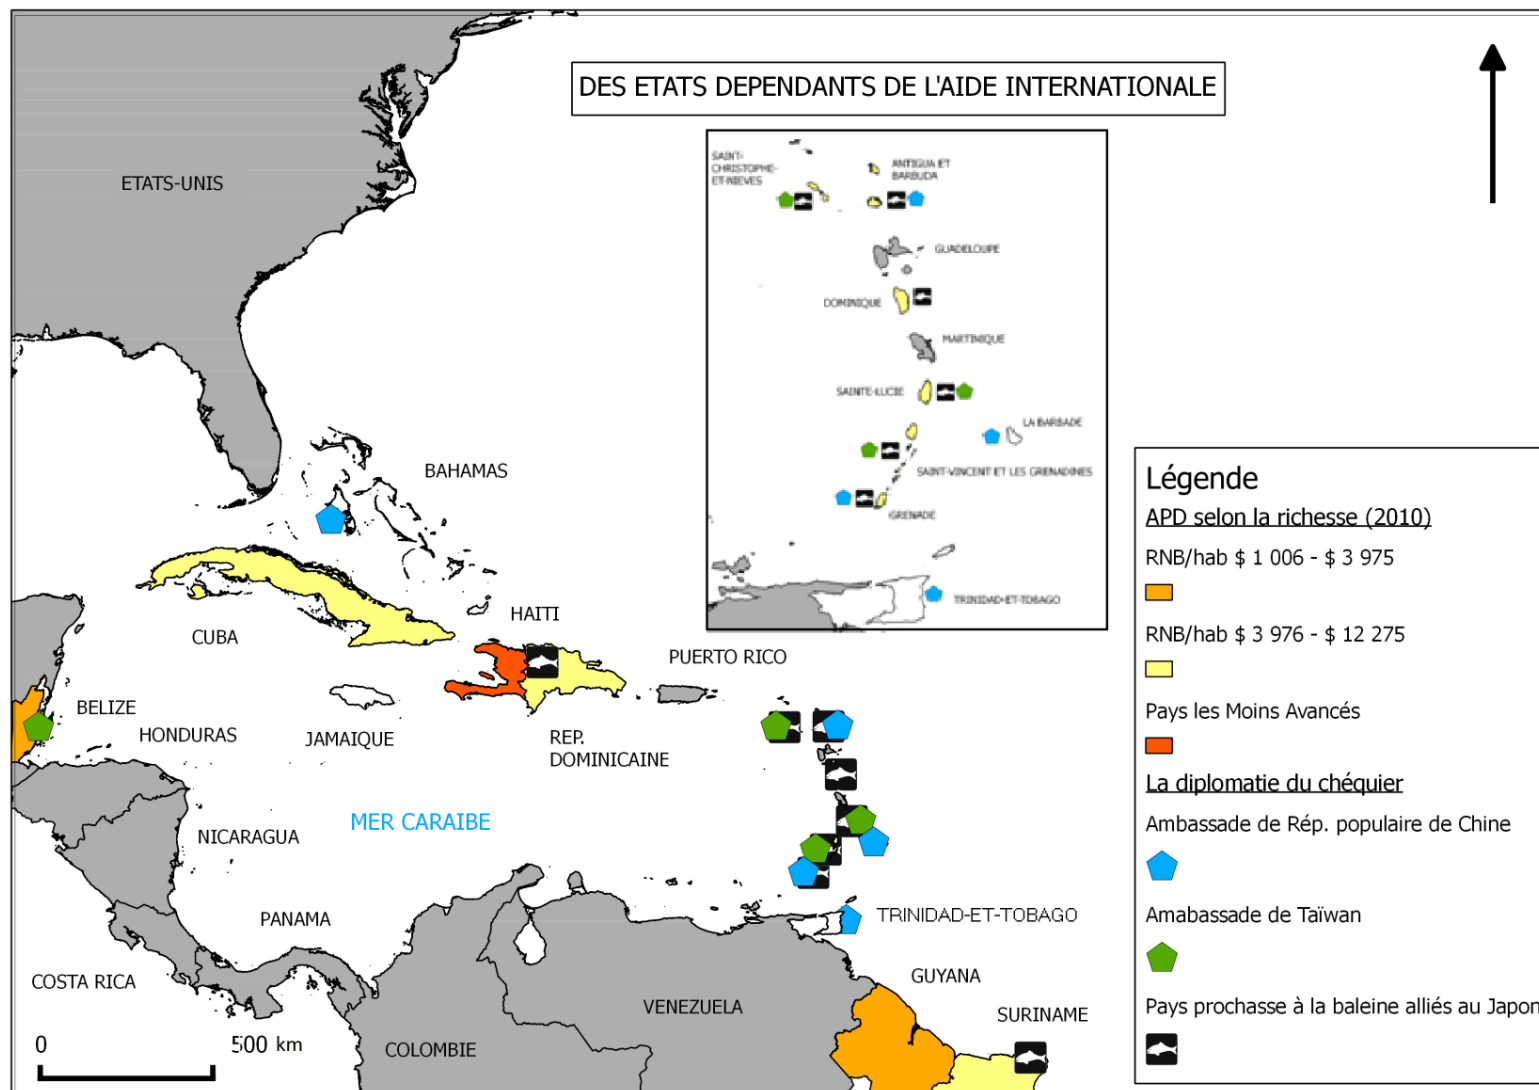 DES ETATS DEPENDANTS DE L'AIDE INTERNATIONALE
ETATS-UNIS
SAINT-
CHRISTOPHE-
ET-NIEVES
ANTIGUA ET
BARBUDA
GUADELOUPE
DOMINIQUE
MARTINIQUE
SAINTE-LUCIE
LA BARBADE
SAINT-VINCENT ET LES GRENADINES
GRENADE
TRINIDAD-ET-TOBAGO
BAHAMAS
CUBA
HAITI
PUERTO RICO
BELIZE
HONDURAS
JAMAIQUE
REP.
DOMINICAINE
NICARAGUA
MER CARAIBE
PANAMA
TRINIDAD-ET-TOBAGO
COSTA RICA
VENEZUELA
GUYANA
SURINAME
COLOMBIE
0 500 km
Légende
APD selon la richesse (2010)
RNB/hab $ 1 006 - $ 3 975
RNB/hab $ 3 976 - $ 12 275
Pays les Moins Avancés
La diplomatie du chéquier
Ambassade de Rép. populaire de Chine
Amabassade de Taïwan
Pays prochasse à la baleine alliés au Japon